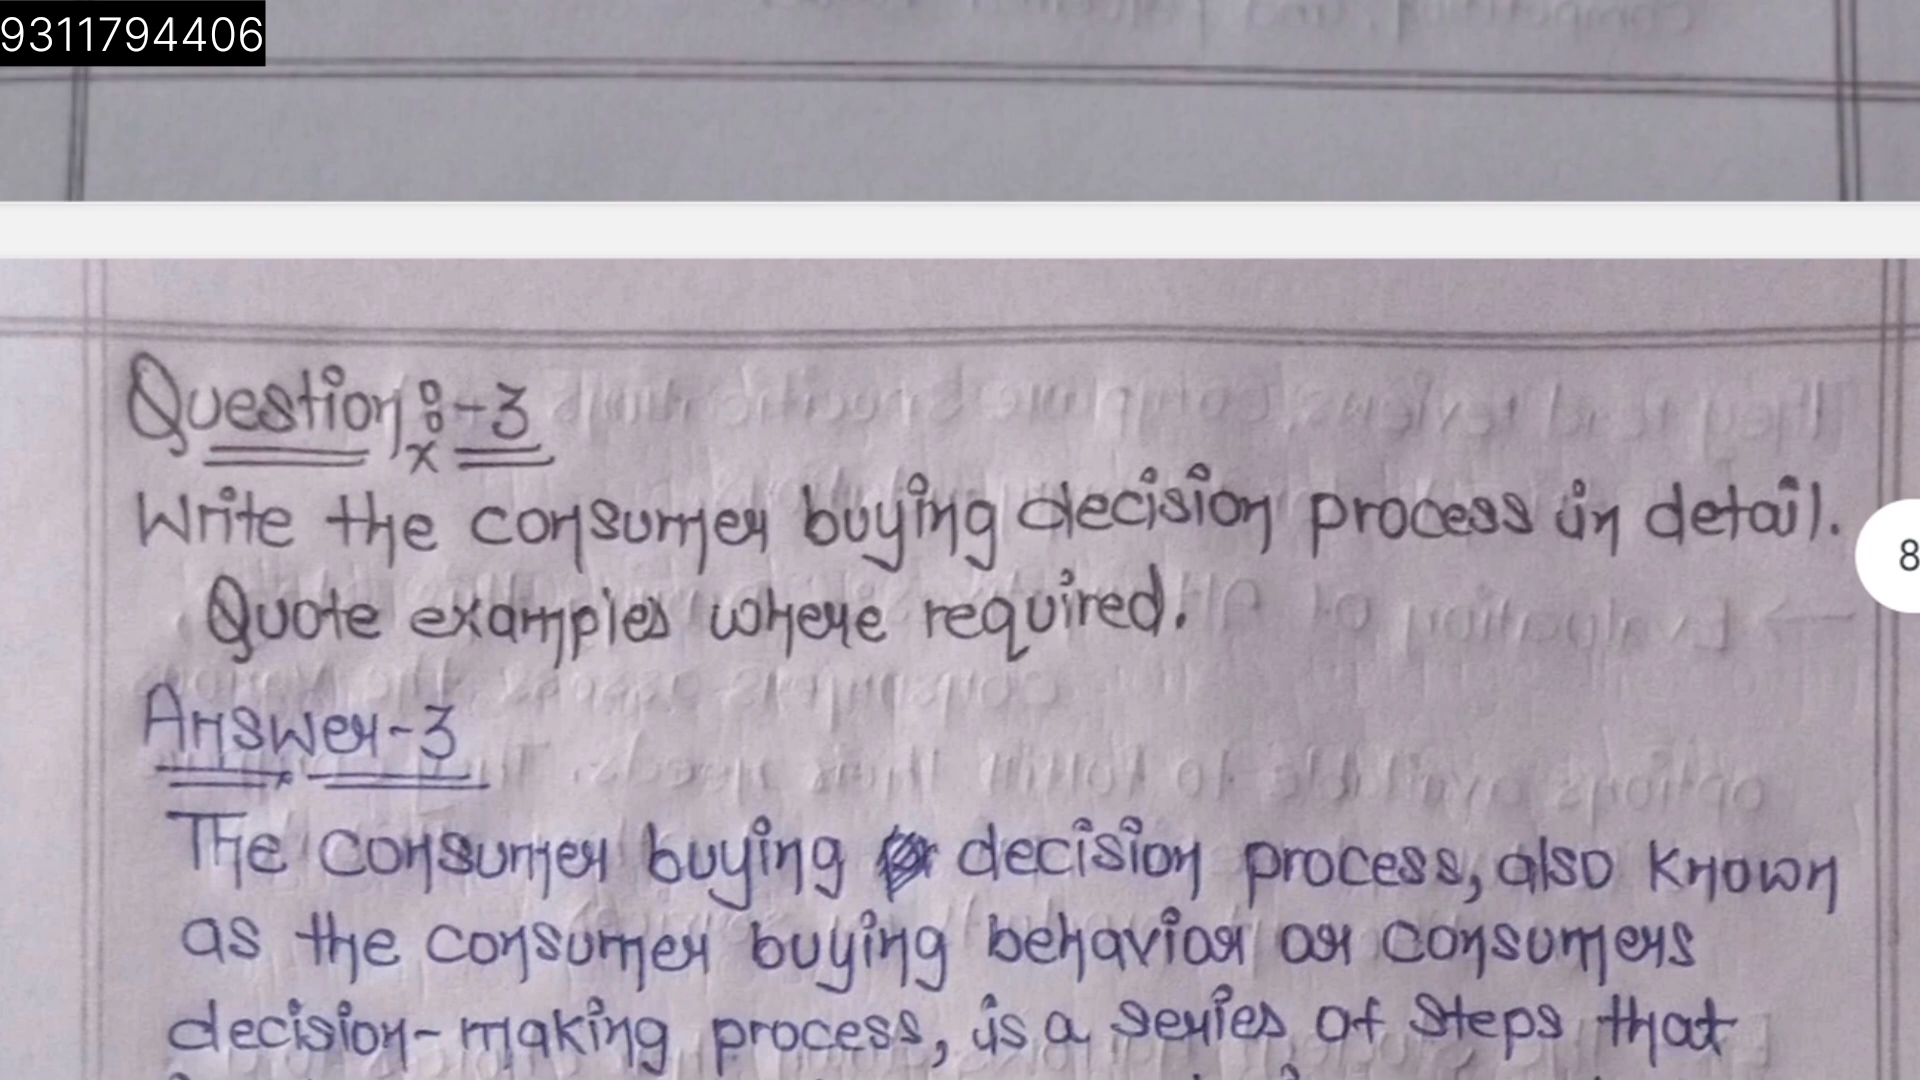 9311794406
Question:-3
Write the consumer buying decision process in detail.
Quote examples where required.
8
Answer-3
The consumer buying decision process, also known
as the consumer buying behavior or consumers
decision-making process, is a series of steps that